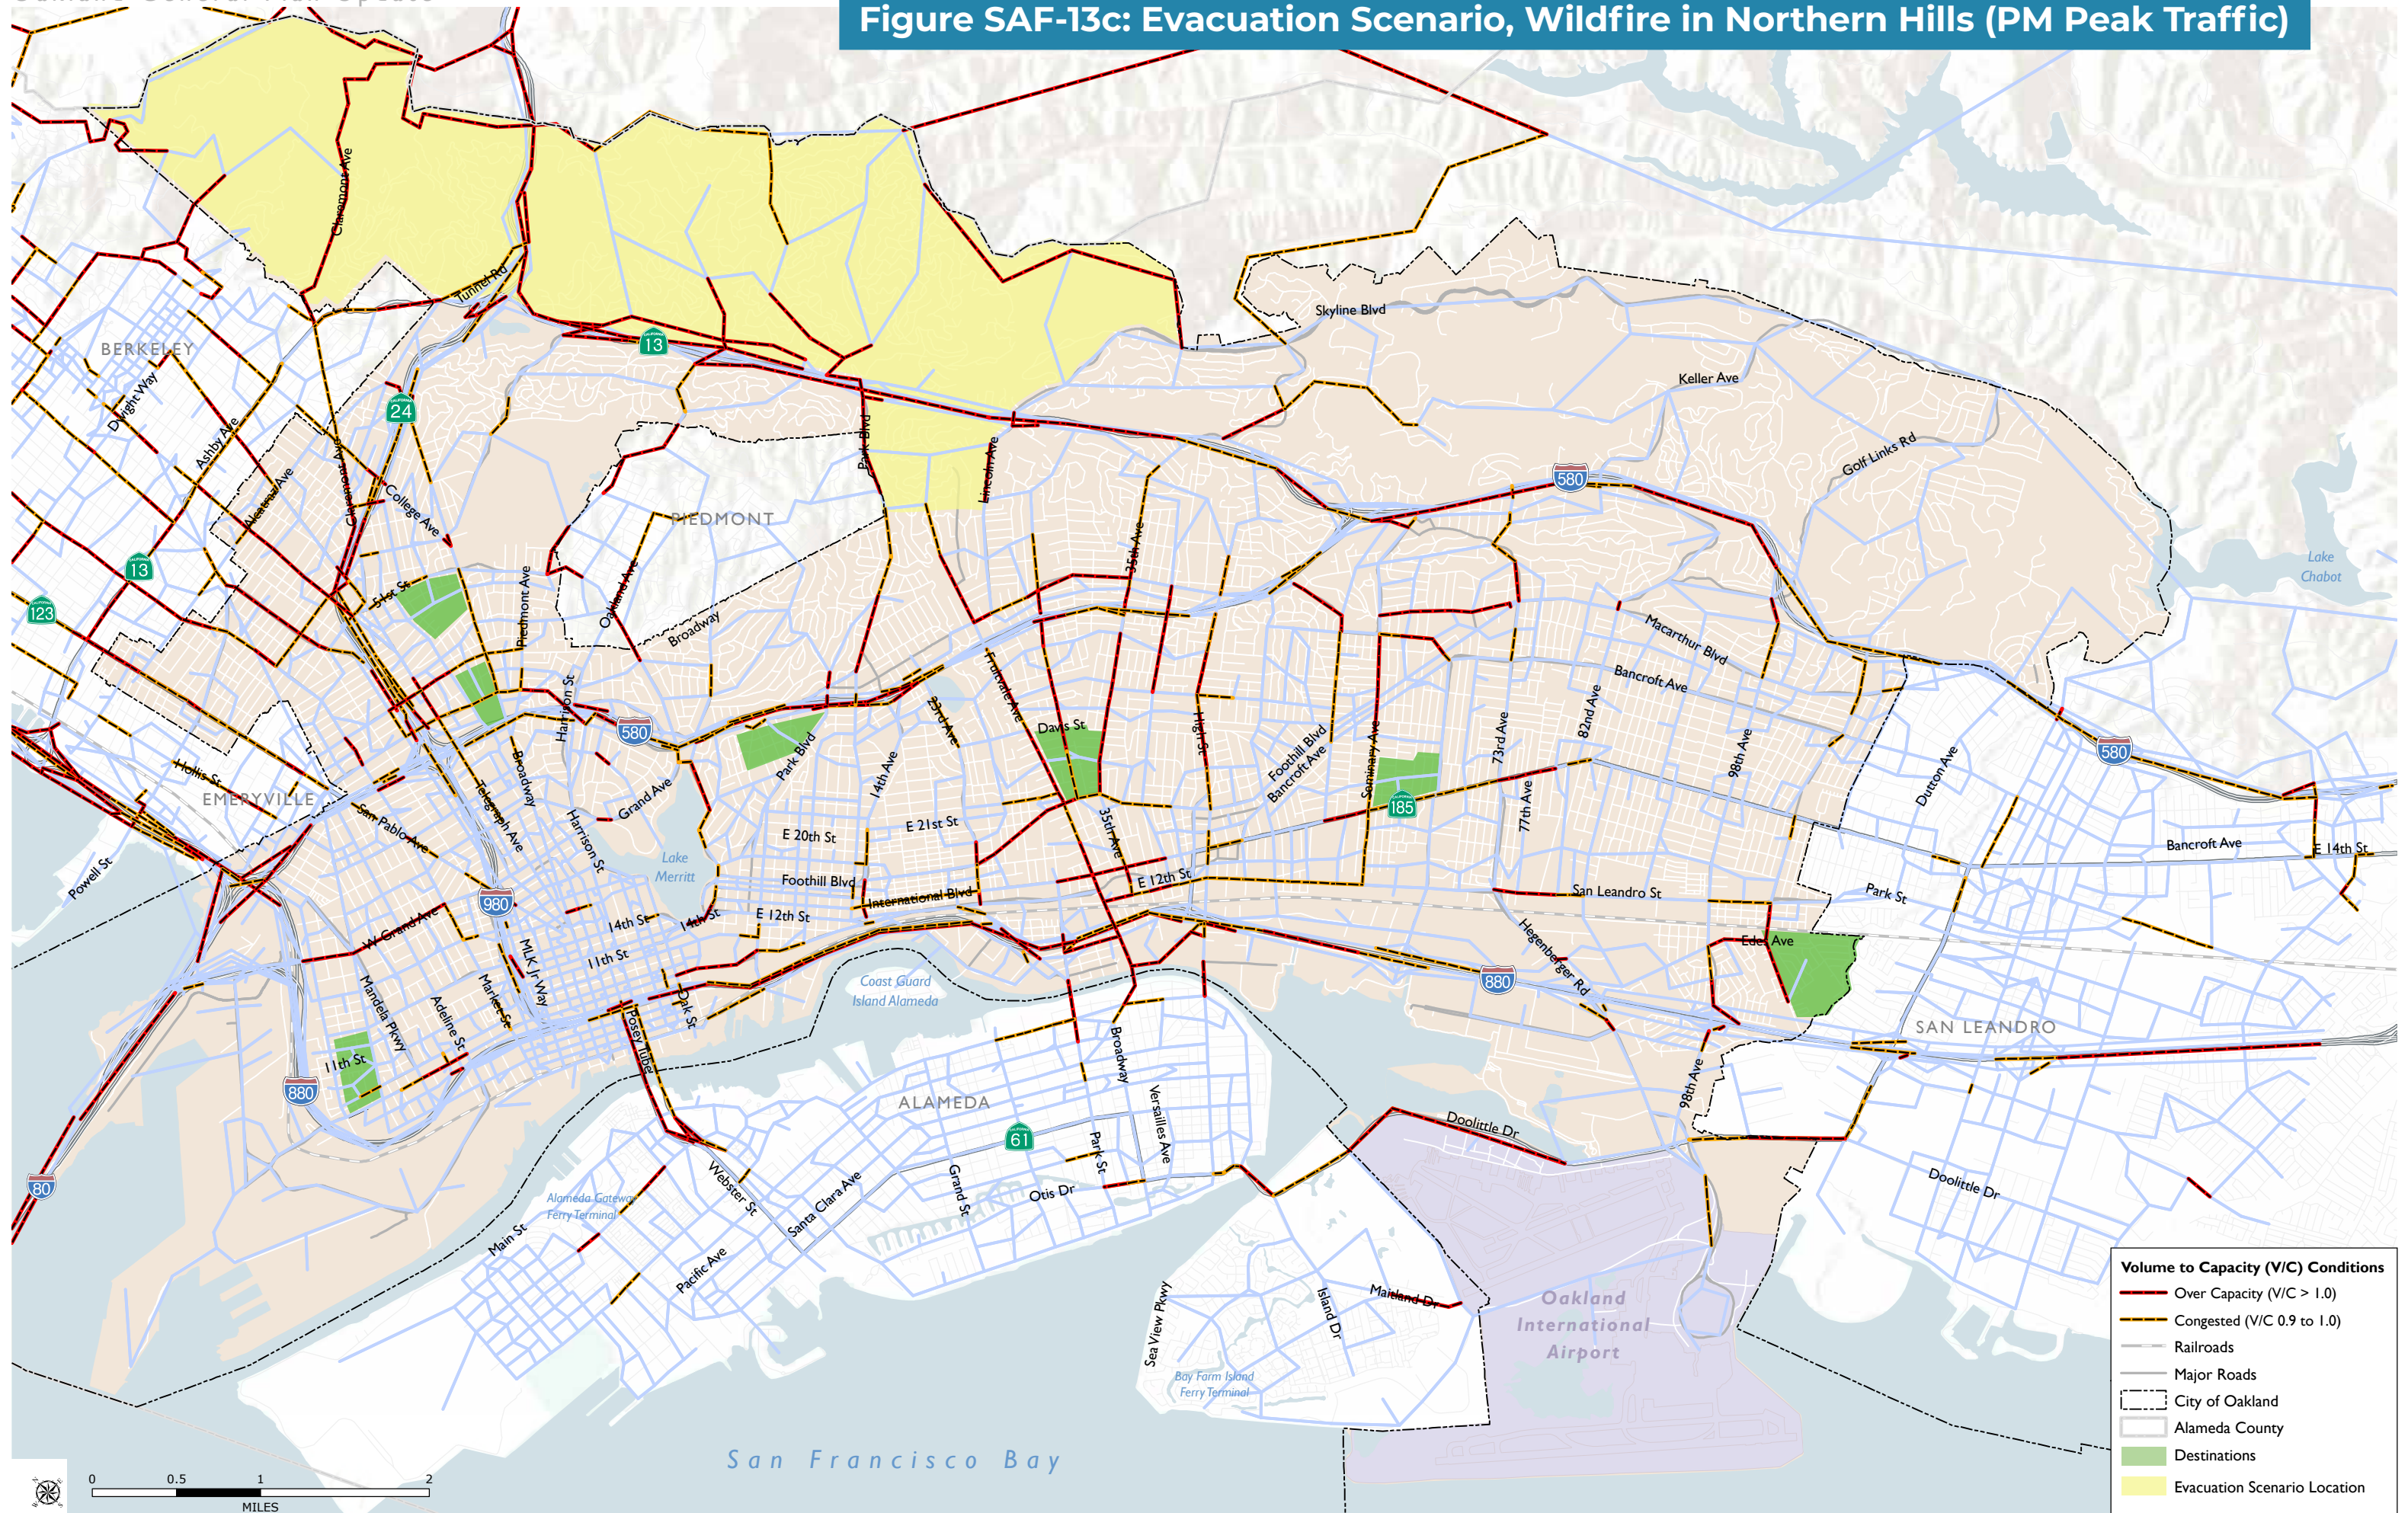 Figure SAF-13c: Evacuation Scenario, Wildfire in Northern Hills (PM Peak Traffic)
Claremont Ave
Tunnel Rd
Skyline Blvd
13
BERKELEY
Dwight Way
24
Keller Ave
Ashby Ave
Park Blvd
Lincoln Ave
Golf Links Rd
Claremont Ave
Alcatraz Ave
College Ave
580
PIEDMONT
35th Ave
13
Lake
Chabot
123
51st St
Piedmont Ave
Oakland Ave
Broadway
Macarthur Blvd
Bancroft Ave
Harrison St
Fruitvale Ave
23rd Ave
Davis St
High St
Foothill Blvd
Bancroft Ave
Seminary Ave
73rd Ave
82nd Ave
98th Ave
580
580
Hollis St
EMERYVILLE
Broadway
Telegraph Ave
Grand Ave
Park Blvd
14th Ave
185
77th Ave
Dutton Ave
San Pablo Ave
Harrison St
E 20th St
E 21st St
35th Ave
Bancroft Ave
E 14th St
Powell St
Lake
Merritt
Foothill Blvd
International Blvd
E 12th St
San Leandro St
Park St
980
W Grand Ave
14th St
14th St
E 12th St
11th St
MLK Jr Way
Hegenberger Rd
Edes Ave
Mandela Pkwy
Adeline St
Market St
Oak St
Coast Guard
Island Alameda
880
SAN LEANDRO
11th St
Posey Tube
880
Broadway
ALAMEDA
Versailles Ave
98th Ave
61
Park St
Doolittle Dr
80
Alameda Gateway
Ferry Terminal
Webster St
Santa Clara Ave
Grand St
Otis Dr
Doolittle Dr
Main St
Pacific Ave
Sea View Pkwy
Island Dr
Maitland Dr
Oakland
International
Airport
Bay Farm Island
Ferry Terminal
San Francisco Bay
0 0.5 1 2
MILES
Volume to Capacity (V/C) Conditions
Over Capacity (V/C > 1.0)
Congested (V/C 0.9 to 1.0)
Railroads
Major Roads
City of Oakland
Alameda County
Destinations
Evacuation Scenario Location